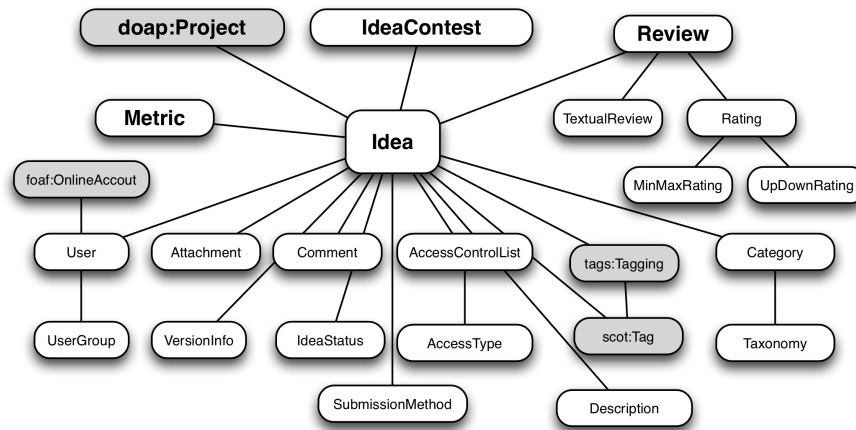 doap:Project
IdeaContest
Review
Metric
TextualReview
Rating
Idea
foaf:OnlineAccout
MinMaxRating
UpDownRating
User
Attachment
Comment
AccessControlList
tags:Tagging
Category
UserGroup
VersionInfo
IdeaStatus
AccessType
scot:Tag
Taxonomy
SubmissionMethod
Description